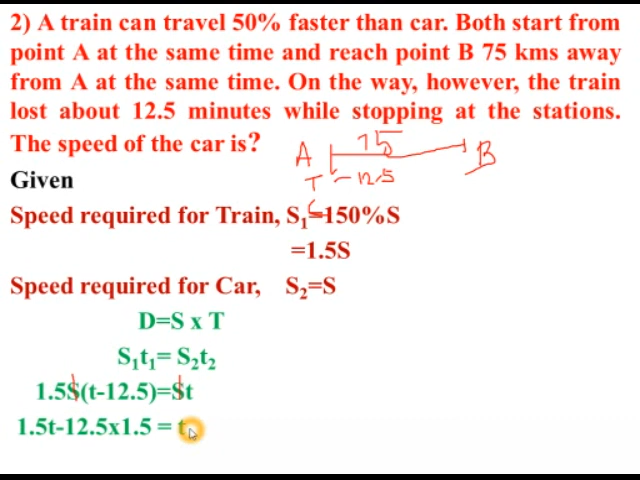 2) A train can travel 50% faster than car. Both start from
point A at the same time and reach point B 75 kms away
from A at the same time. On the way, however, the train
lost about 12.5 minutes while stopping at the stations.
The speed of the car is?
A 75 B
Given
T - 12.5
Speed required for Train, S₁=150%S
=1.5S
Speed required for Car, S₂=S
D=S x T
S₁t₁= S₂t₂
1.5S(t-12.5)=St
1.5t-12.5x1.5 = t